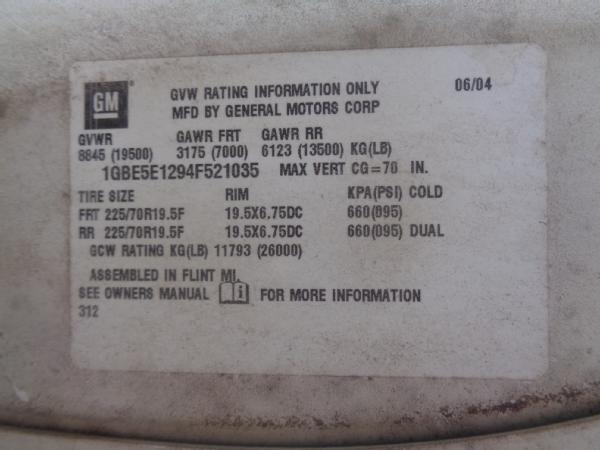 GM
GVW RATING INFORMATION ONLY 06/04
MFD BY GENERAL MOTORS CORP
GVWR GAWR FRT GAWR RR
8845 (19500) 3175 (7000) 6123 (13500) KG(LB)
1GBE5E1294F521035 MAX VERT CG=70 IN.
TIRE SIZE RIM KPA(PSI) COLD
FRT 225/70R19.5F 19.5X6.75DC 660(095)
RR 225/70R19.5F 19.5X6.75DC 660(095) DUAL
GCW RATING KG(LB) 11793 (26000)
ASSEMBLED IN FLINT MI.
SEE OWNERS MANUAL i FOR MORE INFORMATION
312